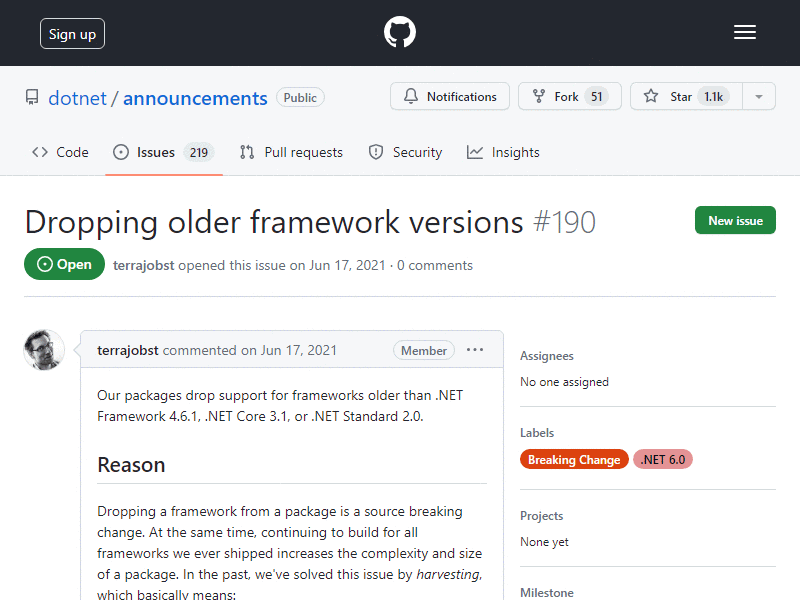 Sign up
dotnet / announcements Public
Notifications Fork 51 Star 1.1k
Code Issues 219 Pull requests Security Insights
Dropping older framework versions #190
New issue
Open terrajobst opened this issue on Jun 17, 2021 · 0 comments
terrajobst commented on Jun 17, 2021 Member
Our packages drop support for frameworks older than .NET
Framework 4.6.1, .NET Core 3.1, or .NET Standard 2.0.
Reason
Dropping a framework from a package is a source breaking
change. At the same time, continuing to build for all
frameworks we ever shipped increases the complexity and size
of a package. In the past, we've solved this issue by harvesting,
which basically means:
Assignees
No one assigned
Labels
Breaking Change .NET 6.0
Projects
None yet
Milestone